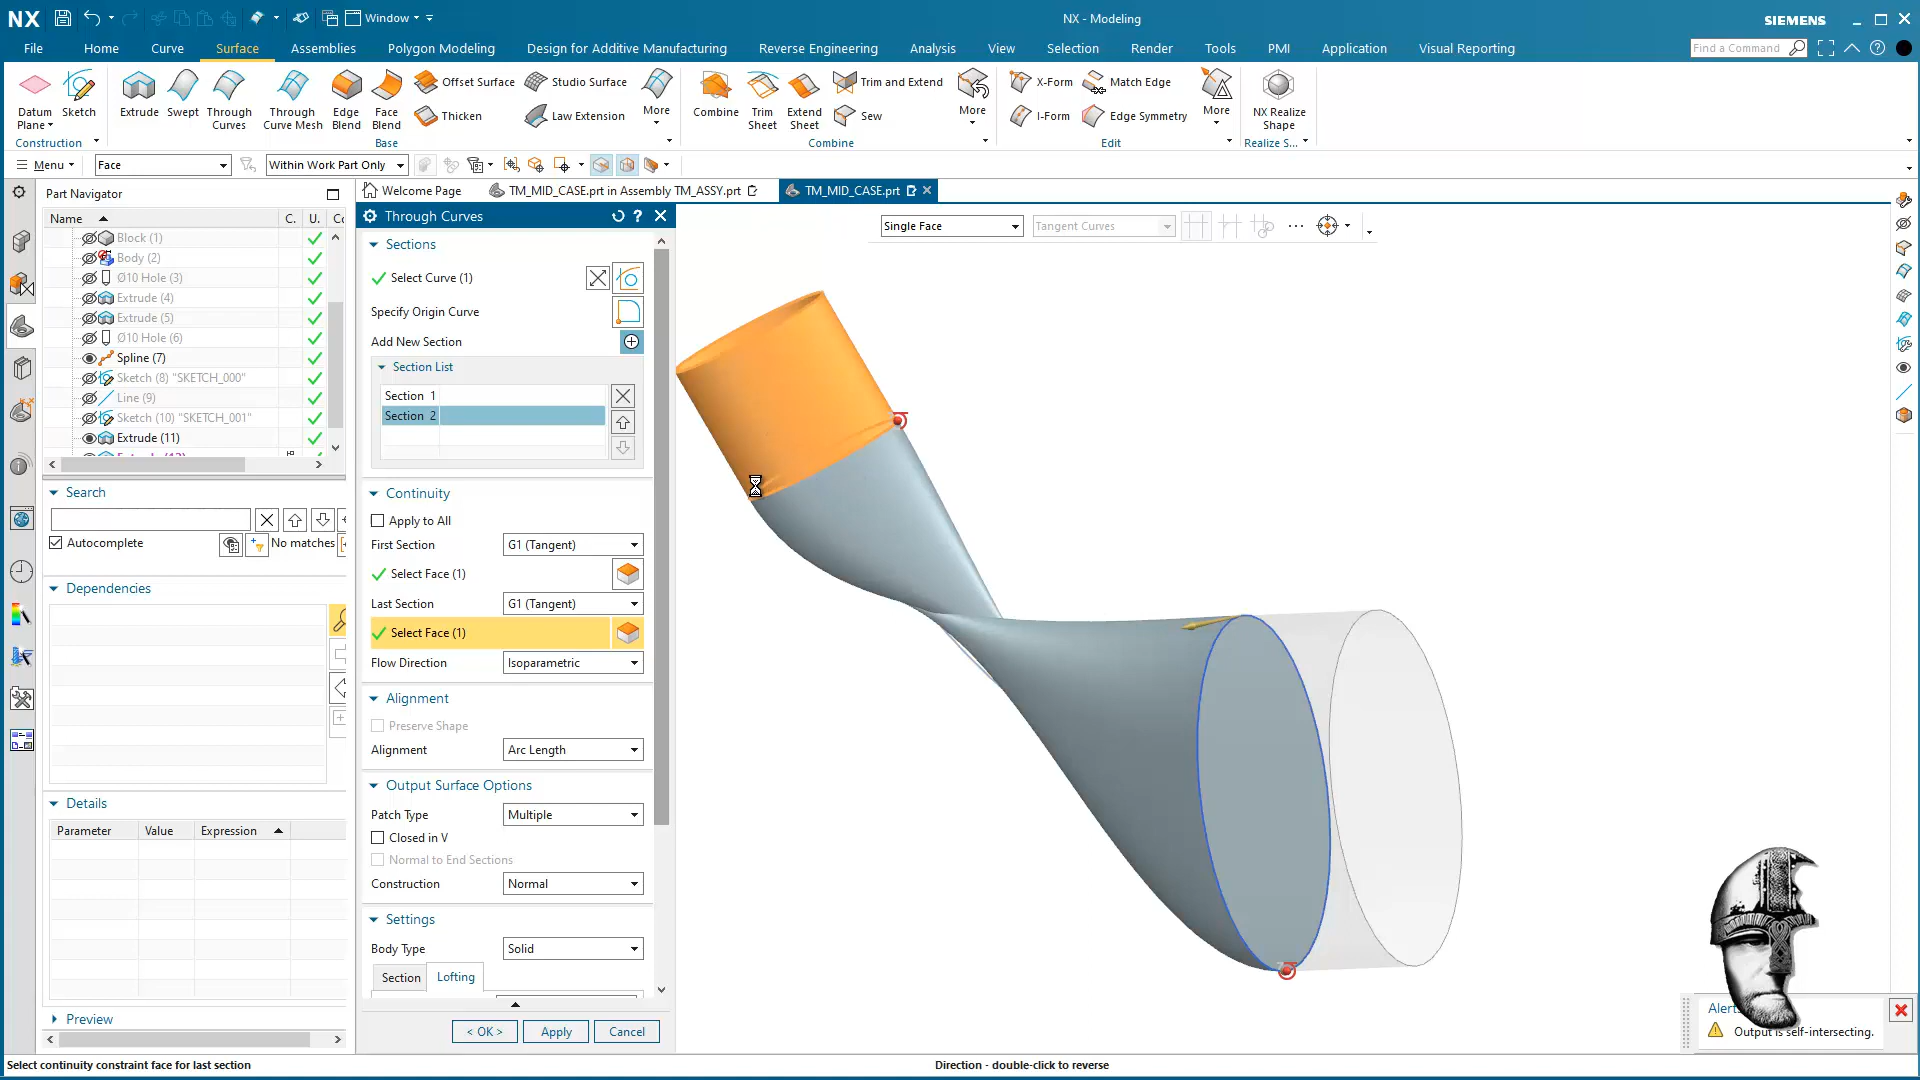 NX
Window
NX - Modeling
SIEMENS
File
Home
Curve
Surface
Assemblies
Polygon Modeling
Design for Additive Manufacturing
Reverse Engineering
Analysis
View
Selection
Render
Tools
PMI
Application
Visual Reporting
Find a Command
Datum Plane
Sketch
Extrude
Swept
Through Curves
Through Curve Mesh
Edge Blend
Face Blend
Offset Surface
Thicken
Studio Surface
Law Extension
More
Combine
Trim Sheet
Extend Sheet
Trim and Extend
Sew
More
X-Form
I-Form
Match Edge
Edge Symmetry
More
NX Realize Shape
Construction
Base
Combine
Edit
Realize S...
Menu
Face
Within Work Part Only
Part Navigator
Welcome Page
TM_MID_CASE.prt in Assembly TM_ASSY.prt
TM_MID_CASE.prt
Name
C.
U.
Block (1)
Body (2)
Ø10 Hole (3)
Extrude (4)
Extrude (5)
Ø10 Hole (6)
Spline (7)
Sketch (8) "SKETCH_000"
Line (9)
Sketch (10) "SKETCH_001"
Extrude (11)
Search
Autocomplete
No matches
Dependencies
Details
Parameter
Value
Expression
Preview
Through Curves
Sections
Select Curve (1)
Specify Origin Curve
Add New Section
Section List
Section 1
Section 2
Continuity
Apply to All
First Section
G1 (Tangent)
Select Face (1)
Last Section
G1 (Tangent)
Select Face (1)
Flow Direction
Isoparametric
Alignment
Preserve Shape
Alignment
Arc Length
Output Surface Options
Patch Type
Multiple
Closed in V
Normal to End Sections
Construction
Normal
Settings
Body Type
Solid
Section
Lofting
< OK >
Apply
Cancel
Single Face
Tangent Curves
Output is self-intersecting.
Select continuity constraint face for last section
Direction - double-click to reverse